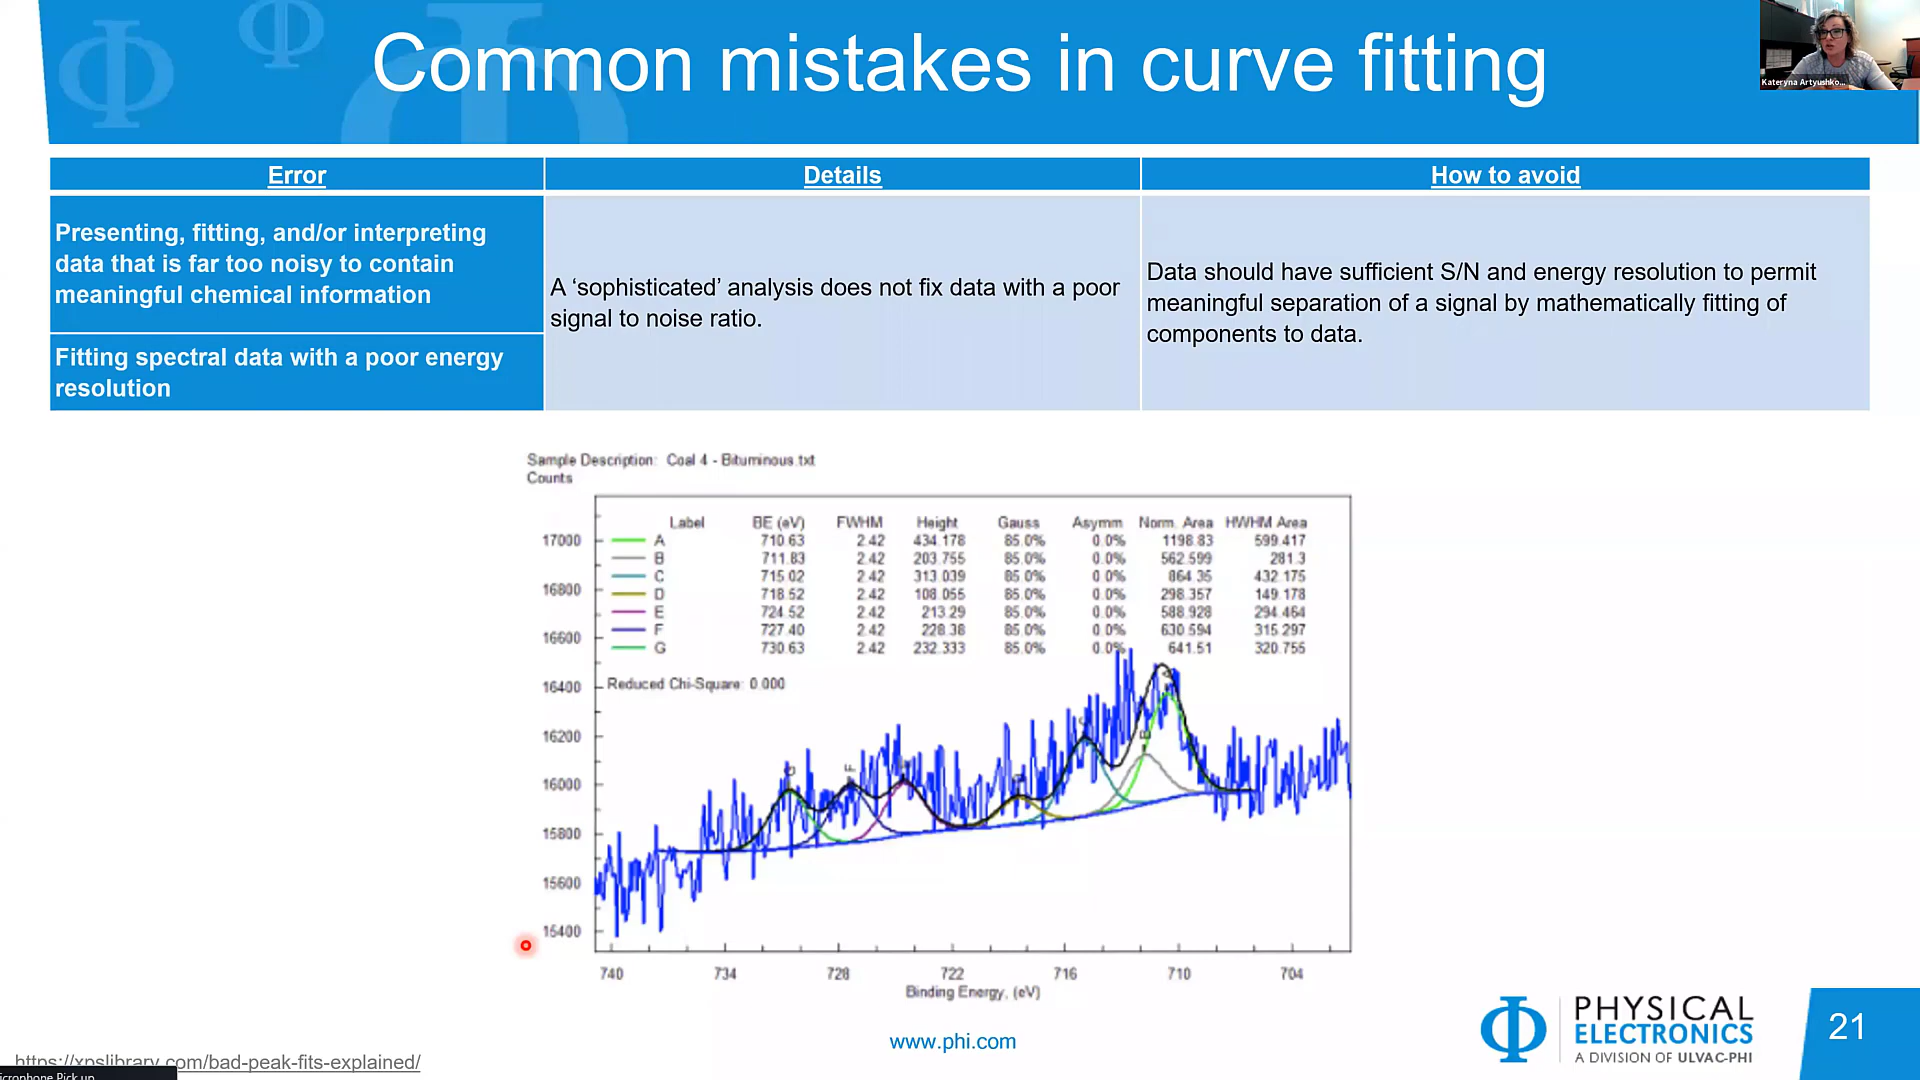 Common mistakes in curve fitting
Kateryna Artyushko...
Error Details How to avoid
Presenting, fitting, and/or interpreting
data that is far too noisy to contain
meaningful chemical information
Fitting spectral data with a poor energy
resolution
A ‘sophisticated’ analysis does not fix data with a poor
signal to noise ratio.
Data should have sufficient S/N and energy resolution to permit
meaningful separation of a signal by mathematically fitting of
components to data.
Sample Description: Coal 4 - Bituminous.txt
Counts
Label BE (eV) FWHM Height Gauss Asymm Norm. Area HWHM Area
A 710.63 2.42 434.178 85.0% 0.0% 1198.83 599.417
B 711.83 2.42 203.755 85.0% 0.0% 562.599 281.3
C 715.02 2.42 313.039 85.0% 0.0% 864.35 432.175
D 718.52 2.42 108.055 85.0% 0.0% 298.357 149.178
E 724.52 2.42 213.29 85.0% 0.0% 588.928 294.464
F 727.40 2.42 228.38 85.0% 0.0% 630.594 315.297
G 730.63 2.42 232.333 85.0% 0.0% 641.51 320.755
Reduced Chi-Square: 0.000
17000
16800
16600
16400
16200
16000
15800
15600
15400
G F C B A
740 734 728 722 716 710 704
Binding Energy, (eV)
www.phi.com
PHYSICAL
ELECTRONICS
A DIVISION OF ULVAC-PHI
21
https://xpslibrary.com/bad-peak-fits-explained/
icrophone Pick up